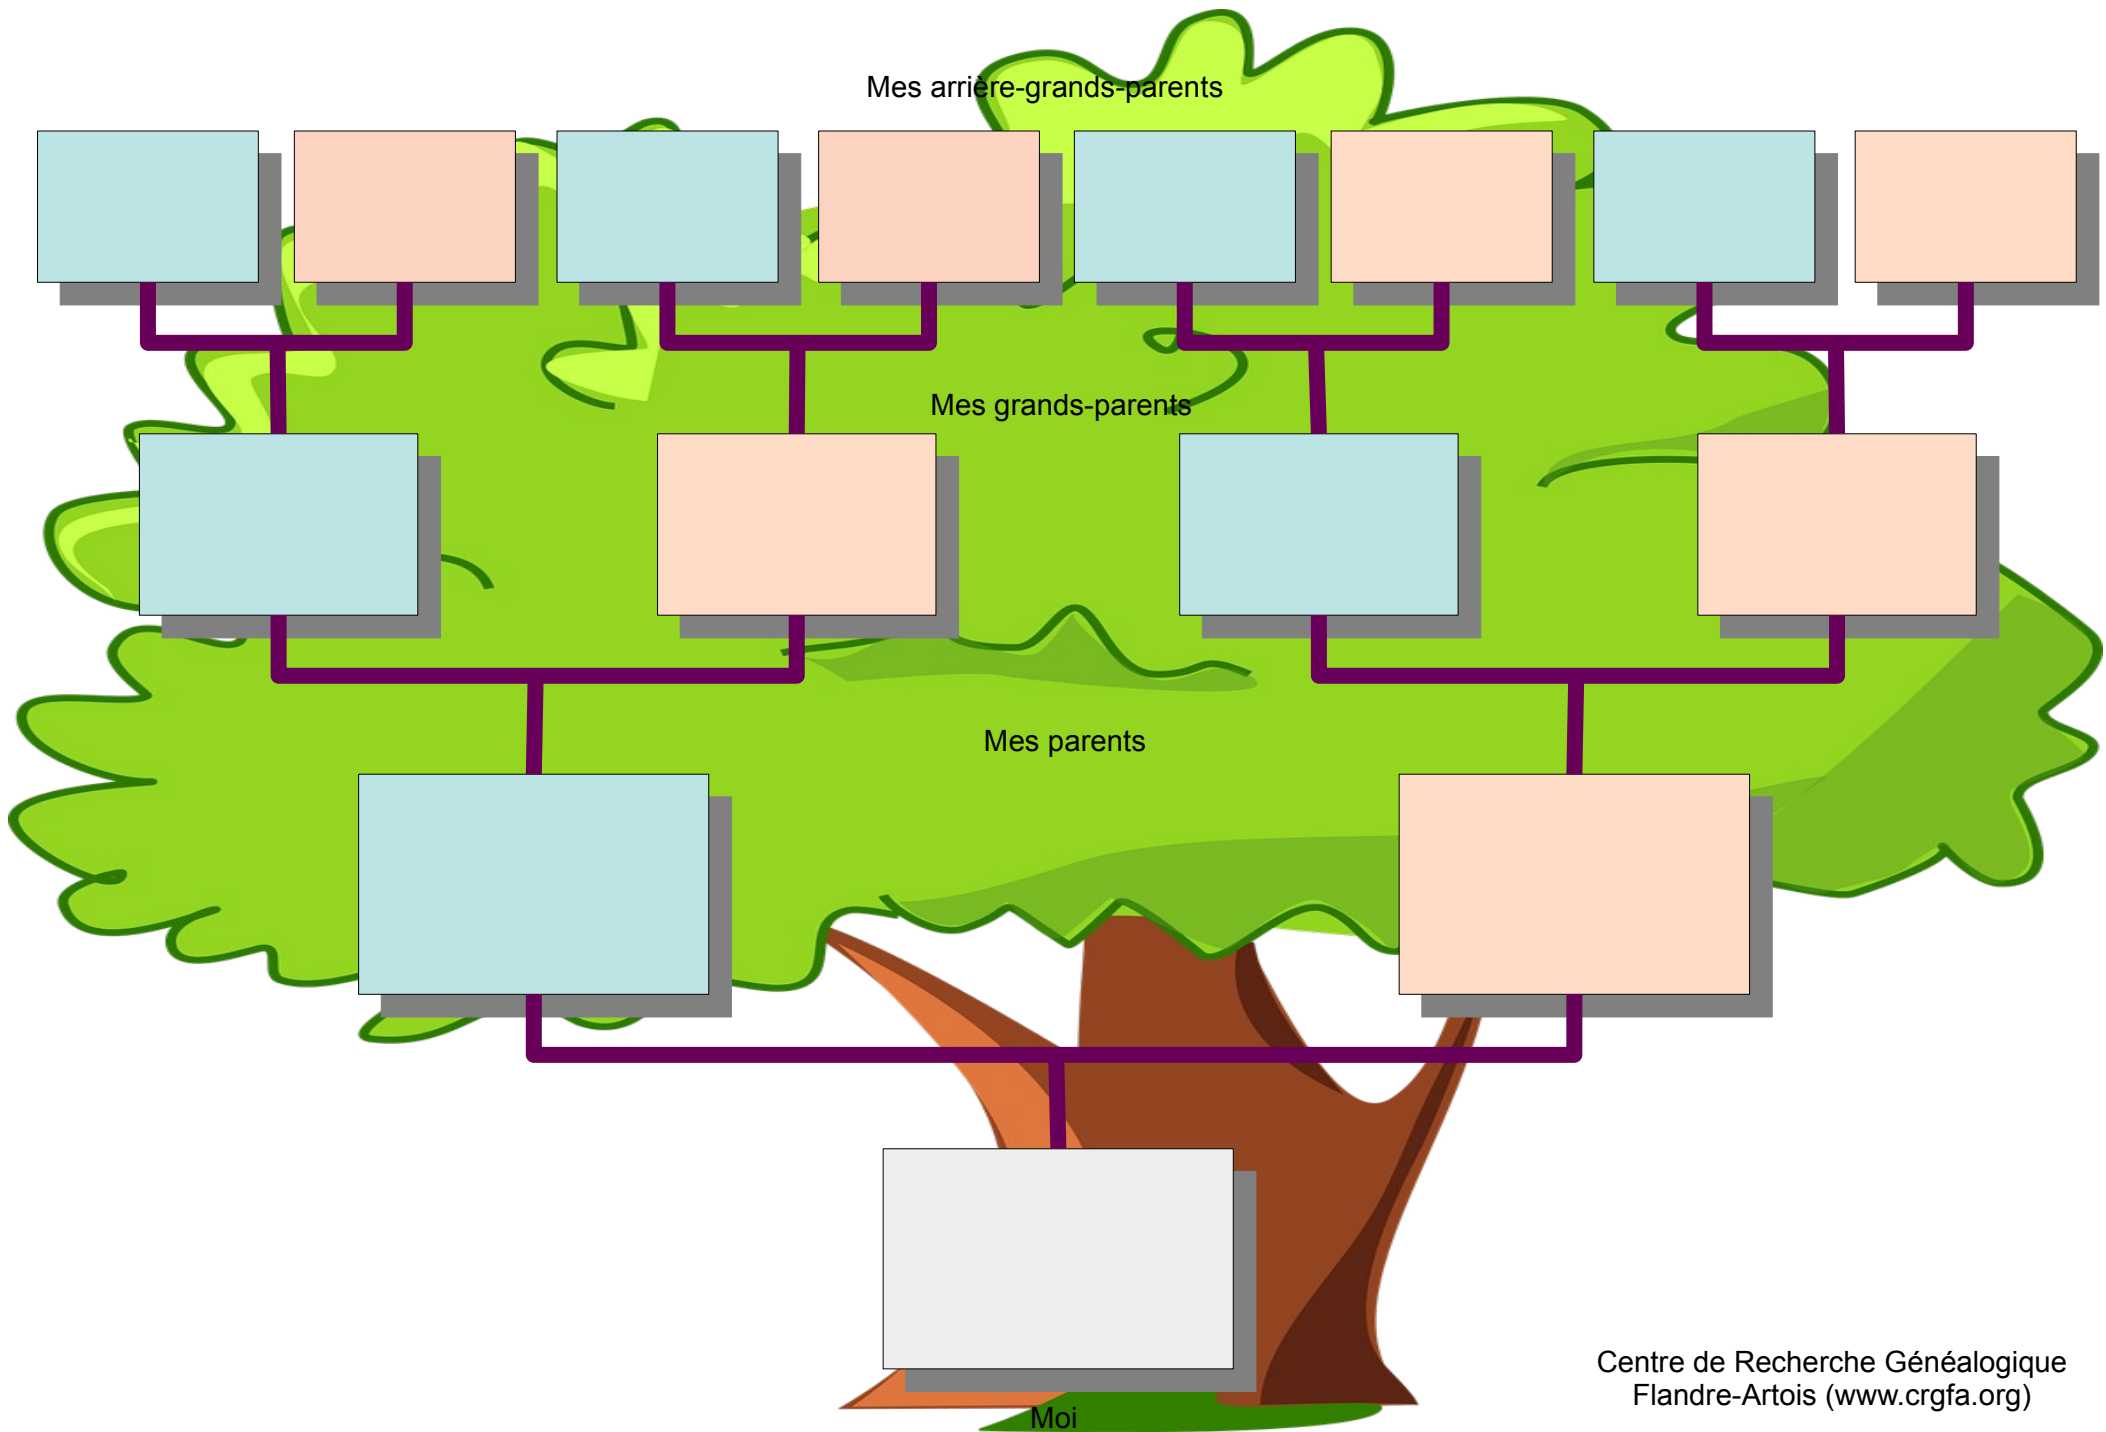 Mes arrière-grands-parents
Mes grands-parents
Mes parents
Moi
Centre de Recherche Généalogique
Flandre-Artois (www.crgfa.org)